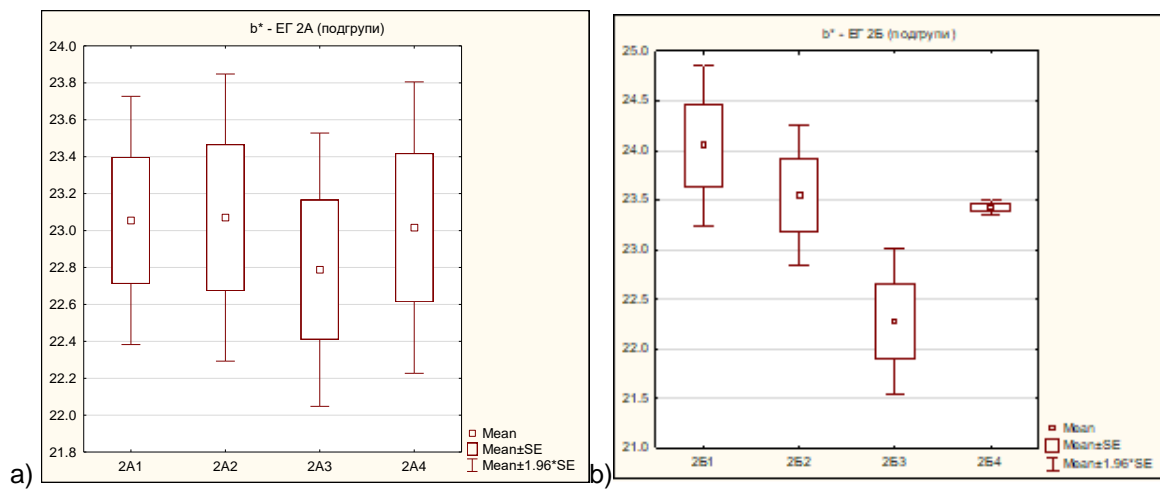 b* - ЕГ 2А (подгрупи)
24.0
23.8
23.6
23.4
23.2
23.0
22.8
22.6
22.4
22.2
22.0
21.8
2А1 2А2 2А3 2А4
Mean
Mean±SE
Mean±1.96*SE
a)
b* - ЕГ 2Б (подгрупи)
25.0
24.5
24.0
23.5
23.0
22.5
22.0
21.5
21.0
2Б1 2Б2 2Б3 2Б4
Mean
Mean±SE
Mean±1.96*SE
b)